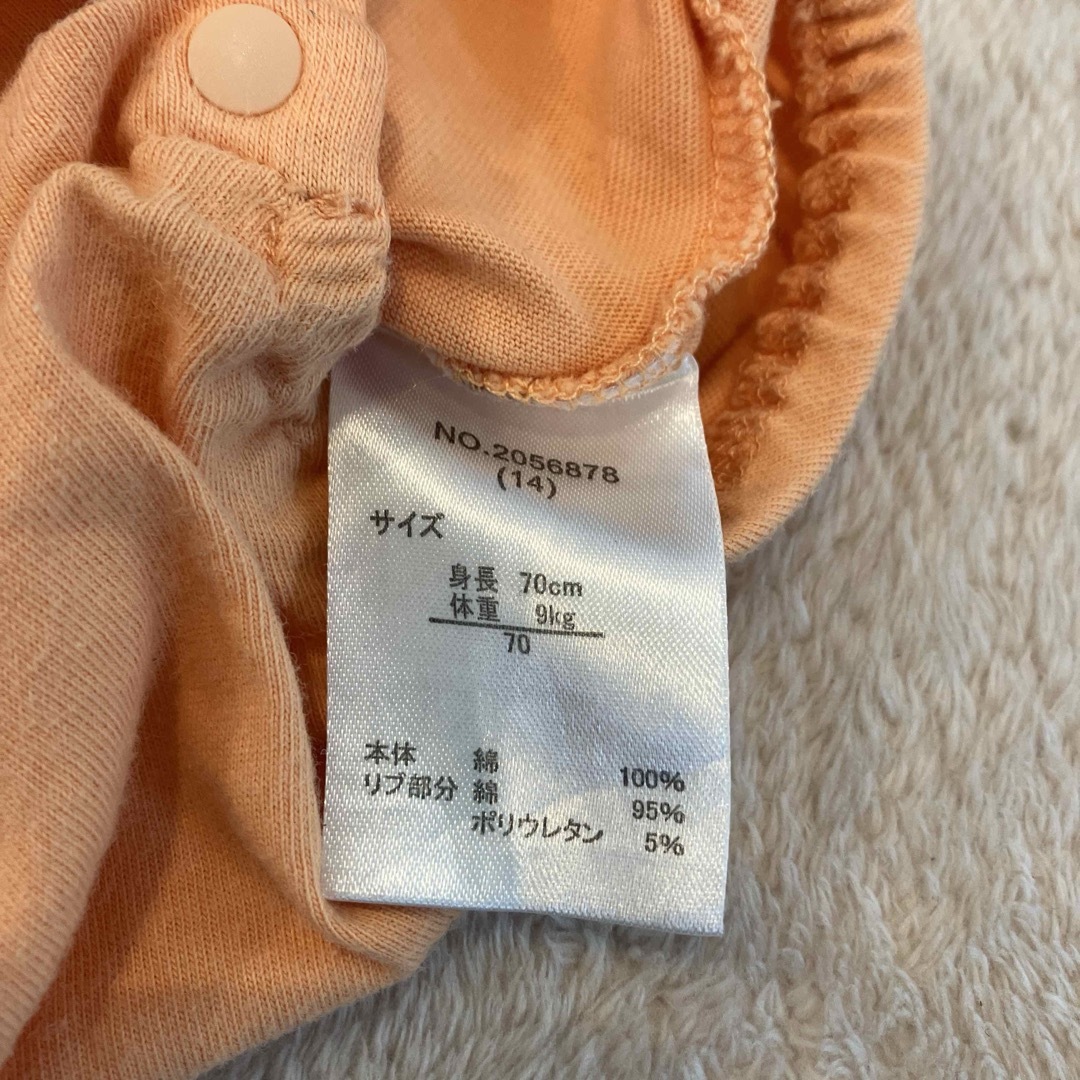 NO.2056878
(14)
サイズ
身長 70cm
体重 9kg
70
本体 綿 100%
リブ部分 綿 95%
ポリウレタン 5%